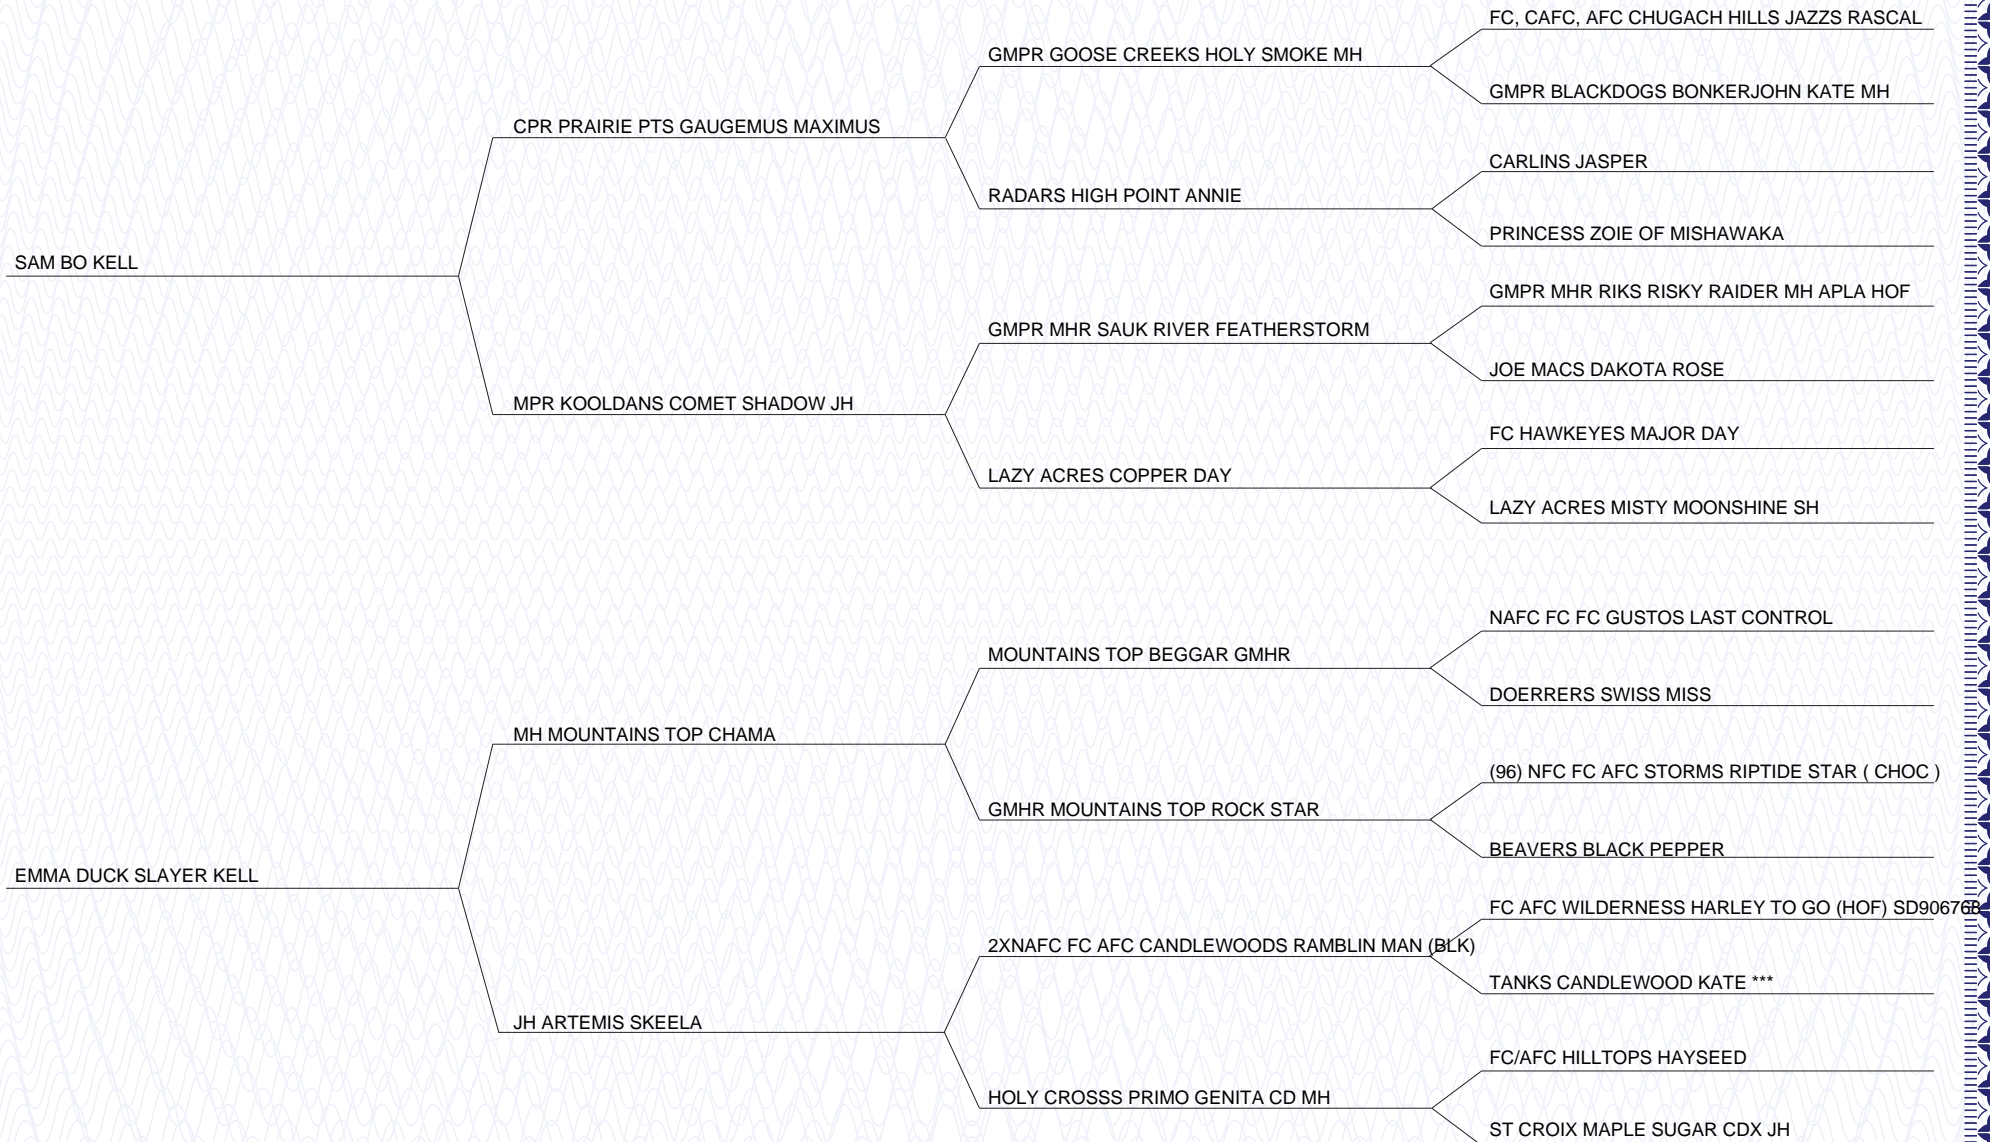 FC, CAFC, AFC CHUGACH HILLS JAZZS RASCAL
GMPR GOOSE CREEKS HOLY SMOKE MH
GMPR BLACKDOGS BONKERJOHN KATE MH
CPR PRAIRIE PTS GAUGEMUS MAXIMUS
CARLINS JASPER
RADARS HIGH POINT ANNIE
PRINCESS ZOIE OF MISHAWAKA
SAM BO KELL
GMPR MHR RIKS RISKY RAIDER MH APLA HOF
GMPR MHR SAUK RIVER FEATHERSTORM
JOE MACS DAKOTA ROSE
MPR KOOLDANS COMET SHADOW JH
FC HAWKEYES MAJOR DAY
LAZY ACRES COPPER DAY
LAZY ACRES MISTY MOONSHINE SH
NAFC FC FC GUSTOS LAST CONTROL
MOUNTAINS TOP BEGGAR GMHR
DOERRERS SWISS MISS
MH MOUNTAINS TOP CHAMA
(96) NFC FC AFC STORMS RIPTIDE STAR ( CHOC )
GMHR MOUNTAINS TOP ROCK STAR
BEAVERS BLACK PEPPER
EMMA DUCK SLAYER KELL
FC AFC WILDERNESS HARLEY TO GO (HOF) SD906768
2XNAFC FC AFC CANDLEWOODS RAMBLIN MAN (BLK)
TANKS CANDLEWOOD KATE ***
JH ARTEMIS SKEELA
FC/AFC HILLTOPS HAYSEED
HOLY CROSSS PRIMO GENITA CD MH
ST CROIX MAPLE SUGAR CDX JH